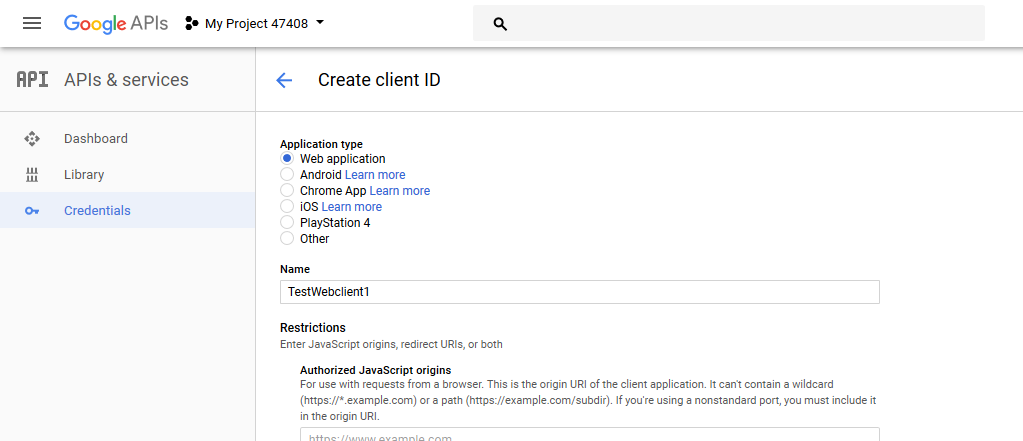 Google APIs My Project 47408
API APIs & services
Create client ID
Dashboard
Library
Credentials
Application type
Web application
Android Learn more
Chrome App Learn more
iOS Learn more
PlayStation 4
Other
Name
TestWebclient1
Restrictions
Enter JavaScript origins, redirect URIs, or both
Authorized JavaScript origins
For use with requests from a browser. This is the origin URI of the client application. It can't contain a wildcard
(https://*.example.com) or a path (https://example.com/subdir). If you're using a nonstandard port, you must include it
in the origin URI.
https://www.example.com